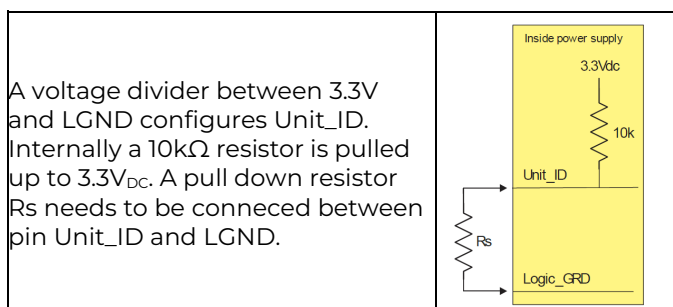 A voltage divider between 3.3V
and LGND configures Unit_ID.
Internally a 10kΩ resistor is pulled
up to 3.3VDC. A pull down resistor
Rs needs to be conneced between
pin Unit_ID and LGND.
Inside power supply
3.3Vdc
10k
Unit_ID
Rs
Logic_GRD